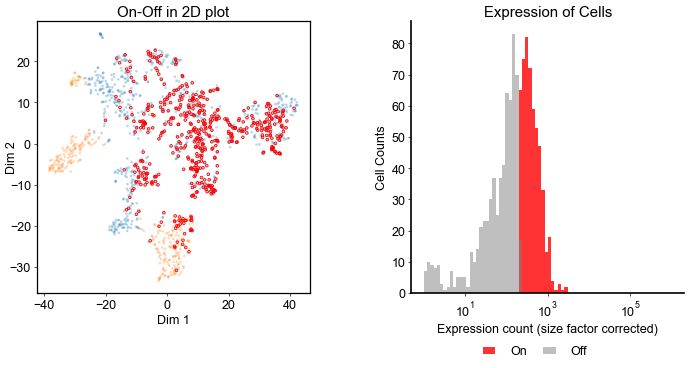 On-Off in 2D plot
20
10
0
−10
−20
−30
Dim 2
−40
−20
0
20
40
Dim 1
Expression of Cells
80
70
60
50
40
30
20
10
0
Cell Counts
10^1
10^3
10^5
Expression count (size factor corrected)
On
Off